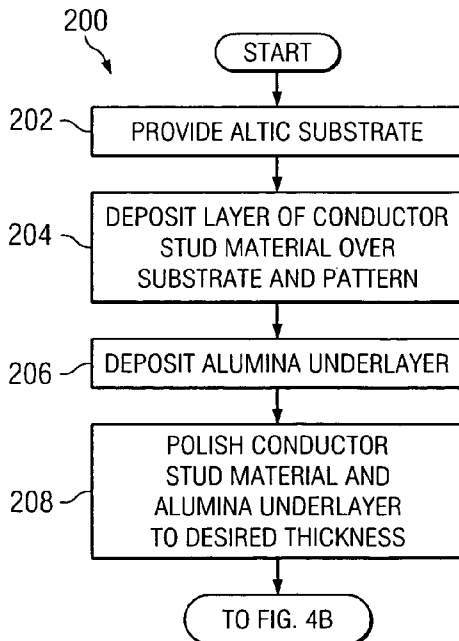 200
START
202
PROVIDE ALTIC SUBSTRATE
204
DEPOSIT LAYER OF CONDUCTOR
STUD MATERIAL OVER
SUBSTRATE AND PATTERN
206
DEPOSIT ALUMINA UNDERLAYER
208
POLISH CONDUCTOR
STUD MATERIAL AND
ALUMINA UNDERLAYER
TO DESIRED THICKNESS
TO FIG. 4B